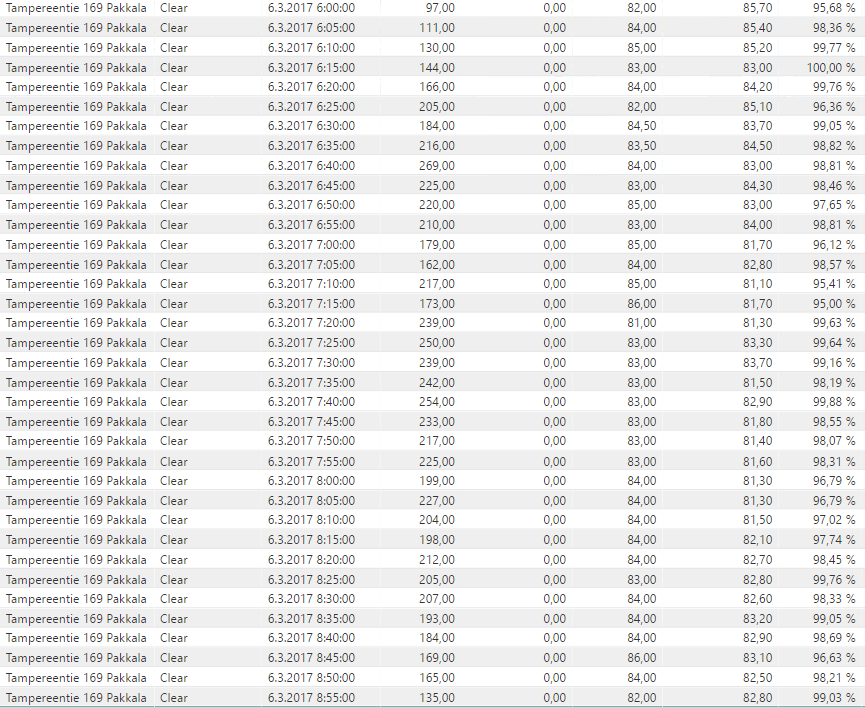 Tampereentie 169 Pakkala Clear 6.3.2017 6:00:00 97,00 0,00 82,00 85,70 95,68 %
Tampereentie 169 Pakkala Clear 6.3.2017 6:05:00 111,00 0,00 84,00 85,40 98,36 %
Tampereentie 169 Pakkala Clear 6.3.2017 6:10:00 130,00 0,00 85,00 85,20 99,77 %
Tampereentie 169 Pakkala Clear 6.3.2017 6:15:00 144,00 0,00 83,00 83,00 100,00 %
Tampereentie 169 Pakkala Clear 6.3.2017 6:20:00 166,00 0,00 84,00 84,20 99,76 %
Tampereentie 169 Pakkala Clear 6.3.2017 6:25:00 205,00 0,00 82,00 85,10 96,36 %
Tampereentie 169 Pakkala Clear 6.3.2017 6:30:00 184,00 0,00 84,50 83,70 99,05 %
Tampereentie 169 Pakkala Clear 6.3.2017 6:35:00 216,00 0,00 83,50 84,50 98,82 %
Tampereentie 169 Pakkala Clear 6.3.2017 6:40:00 269,00 0,00 84,00 83,00 98,81 %
Tampereentie 169 Pakkala Clear 6.3.2017 6:45:00 225,00 0,00 83,00 84,30 98,46 %
Tampereentie 169 Pakkala Clear 6.3.2017 6:50:00 220,00 0,00 85,00 83,00 97,65 %
Tampereentie 169 Pakkala Clear 6.3.2017 6:55:00 210,00 0,00 83,00 84,00 98,81 %
Tampereentie 169 Pakkala Clear 6.3.2017 7:00:00 179,00 0,00 85,00 81,70 96,12 %
Tampereentie 169 Pakkala Clear 6.3.2017 7:05:00 162,00 0,00 84,00 82,80 98,57 %
Tampereentie 169 Pakkala Clear 6.3.2017 7:10:00 217,00 0,00 85,00 81,10 95,41 %
Tampereentie 169 Pakkala Clear 6.3.2017 7:15:00 173,00 0,00 86,00 81,70 95,00 %
Tampereentie 169 Pakkala Clear 6.3.2017 7:20:00 239,00 0,00 81,00 81,30 99,63 %
Tampereentie 169 Pakkala Clear 6.3.2017 7:25:00 250,00 0,00 83,00 83,30 99,64 %
Tampereentie 169 Pakkala Clear 6.3.2017 7:30:00 239,00 0,00 83,00 83,70 99,16 %
Tampereentie 169 Pakkala Clear 6.3.2017 7:35:00 242,00 0,00 83,00 81,50 98,19 %
Tampereentie 169 Pakkala Clear 6.3.2017 7:40:00 254,00 0,00 83,00 82,90 99,88 %
Tampereentie 169 Pakkala Clear 6.3.2017 7:45:00 233,00 0,00 83,00 81,80 98,55 %
Tampereentie 169 Pakkala Clear 6.3.2017 7:50:00 217,00 0,00 83,00 81,40 98,07 %
Tampereentie 169 Pakkala Clear 6.3.2017 7:55:00 225,00 0,00 83,00 81,60 98,31 %
Tampereentie 169 Pakkala Clear 6.3.2017 8:00:00 199,00 0,00 84,00 81,30 96,79 %
Tampereentie 169 Pakkala Clear 6.3.2017 8:05:00 227,00 0,00 84,00 81,30 96,79 %
Tampereentie 169 Pakkala Clear 6.3.2017 8:10:00 204,00 0,00 84,00 81,50 97,02 %
Tampereentie 169 Pakkala Clear 6.3.2017 8:15:00 198,00 0,00 84,00 82,10 97,74 %
Tampereentie 169 Pakkala Clear 6.3.2017 8:20:00 212,00 0,00 84,00 82,70 98,45 %
Tampereentie 169 Pakkala Clear 6.3.2017 8:25:00 205,00 0,00 83,00 82,80 99,76 %
Tampereentie 169 Pakkala Clear 6.3.2017 8:30:00 207,00 0,00 84,00 82,60 98,33 %
Tampereentie 169 Pakkala Clear 6.3.2017 8:35:00 193,00 0,00 84,00 83,20 99,05 %
Tampereentie 169 Pakkala Clear 6.3.2017 8:40:00 184,00 0,00 84,00 82,90 98,69 %
Tampereentie 169 Pakkala Clear 6.3.2017 8:45:00 169,00 0,00 86,00 83,10 96,63 %
Tampereentie 169 Pakkala Clear 6.3.2017 8:50:00 165,00 0,00 84,00 82,50 98,21 %
Tampereentie 169 Pakkala Clear 6.3.2017 8:55:00 135,00 0,00 82,00 82,80 99,03 %